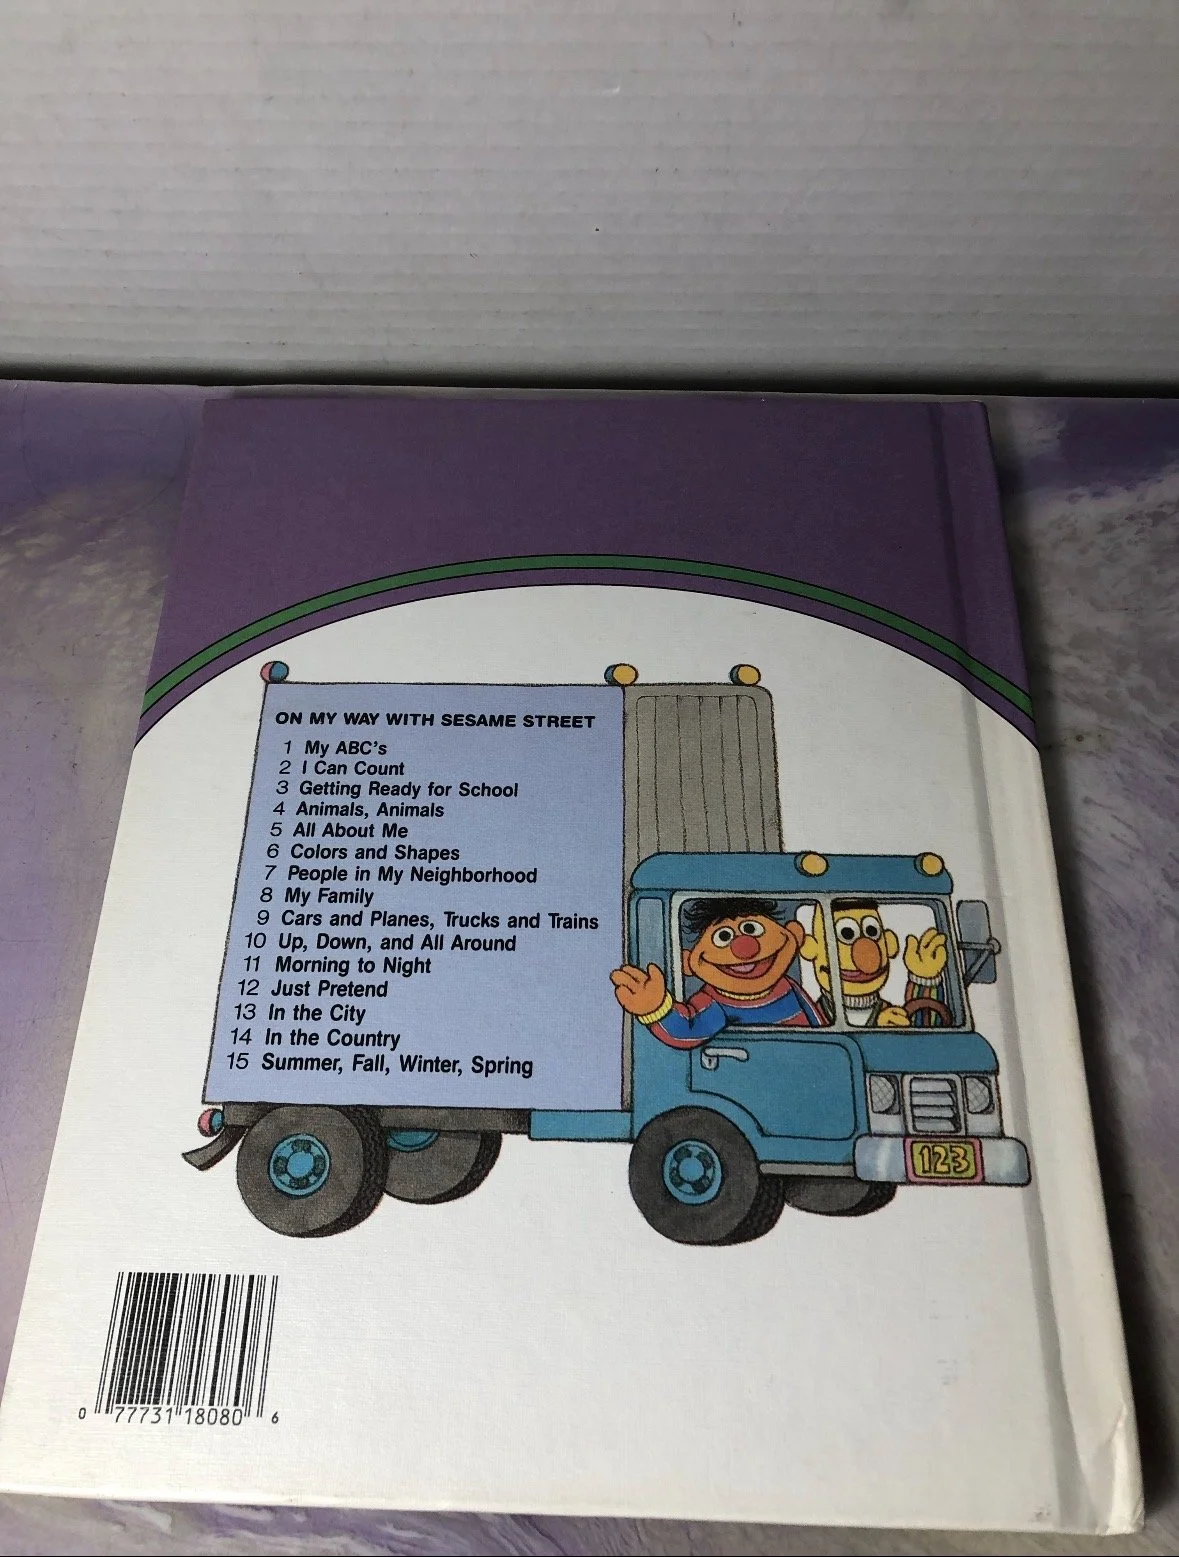 ON MY WAY WITH SESAME STREET
1 My ABC's
2 I Can Count
3 Getting Ready for School
4 Animals, Animals
5 All About Me
6 Colors and Shapes
7 People in My Neighborhood
8 My Family
9 Cars and Planes, Trucks and Trains
10 Up, Down, and All Around
11 Morning to Night
12 Just Pretend
13 In the City
14 In the Country
15 Summer, Fall, Winter, Spring
123
0 77731 18080 6